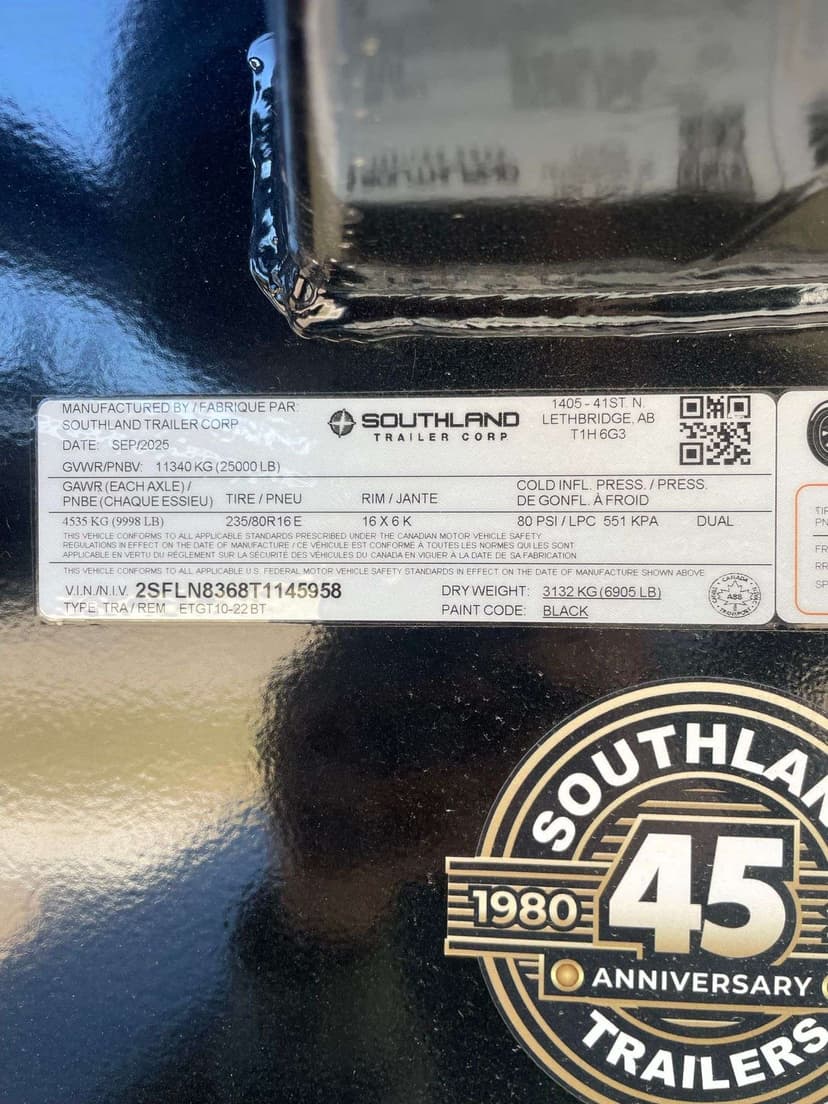 MANUFACTURED BY / FABRIQUE PAR:
SOUTHLAND TRAILER CORP
DATE: SEP/2025
GVWR/PNBV: 11340 KG (25000 LB)
SOUTHLAND
TRAILER CORP
1405 - 41ST. N.
LETHBRIDGE, AB
T1H 6G3
GAWR (EACH AXLE) /
PNBE (CHAQUE ESSIEU) TIRE / PNEU RIM / JANTE
COLD INFL. PRESS. / PRESS.
DE GONFL. À FROID
4535 KG (9998 LB) 235/80R16 E 16 X 6 K 80 PSI / LPC 551 KPA DUAL
THIS VEHICLE CONFORMS TO ALL APPLICABLE STANDARDS PRESCRIBED UNDER THE CANADIAN MOTOR VEHICLE SAFETY
REGULATIONS IN EFFECT ON THE DATE OF MANUFACTURE / CE VÉHICULE EST CONFORME À TOUTES LES NORMES QUI LES SONT
APPLICABLE EN VERTU DU RÉGLEMENT SUR LA SÉCURITÉ DES VÉHICULES DU CANADA EN VIGUER À LA DATE DE SA FABRICATION
THIS VEHICLE CONFORMS TO ALL APPLICABLE U.S. FEDERAL MOTOR VEHICLE SAFETY STANDARDS IN EFFECT ON THE DATE OF MANUFACTURE SHOWN ABOVE
V.I.N./N.I.V. 2SFLN8368T1145958 DRY WEIGHT: 3132 KG (6905 LB)
TYPE: TRA / REM ETGT10-22 BT PAINT CODE: BLACK
CANADA
TRANSPORT
SOUTHLAN
1980 45
ANNIVERSARY
TRAILERS